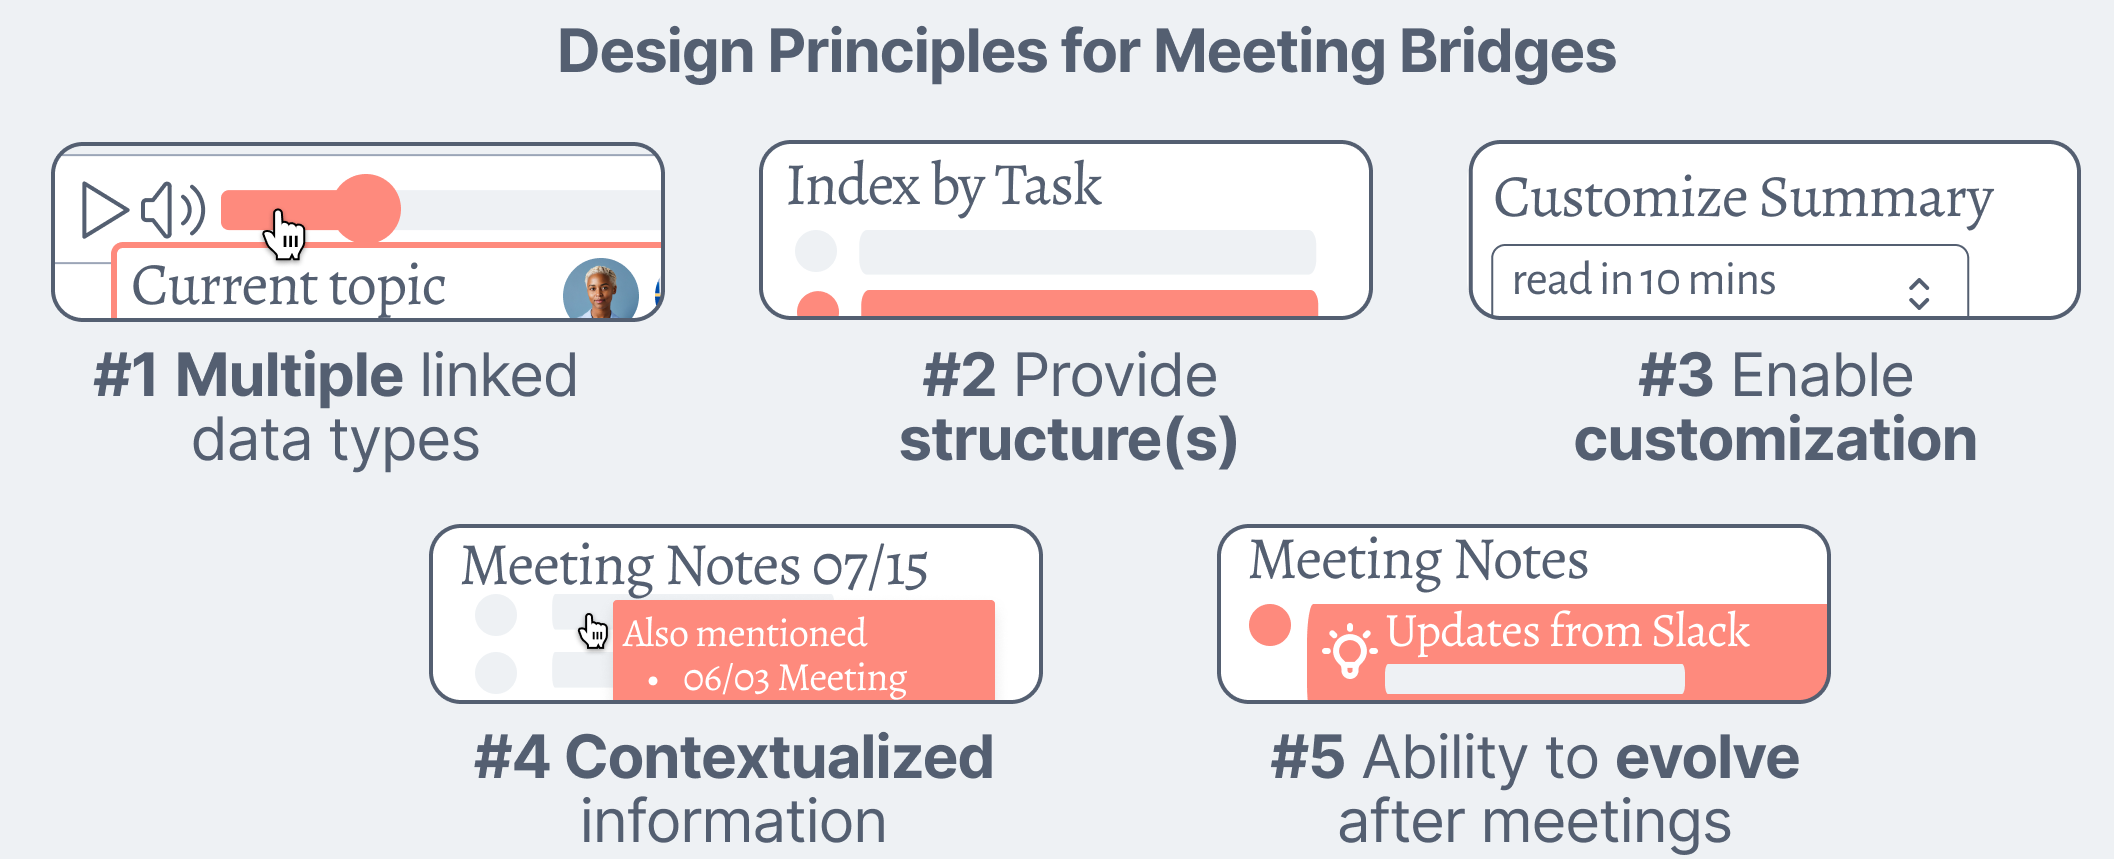 Design Principles for Meeting Bridges
Current topic
#1 Multiple linked
data types
Index by Task
#2 Provide
structure(s)
Customize Summary
read in 10 mins
#3 Enable
customization
Meeting Notes 07/15
Also mentioned
• 06/03 Meeting
#4 Contextualized
information
Meeting Notes
Updates from Slack
#5 Ability to evolve
after meetings